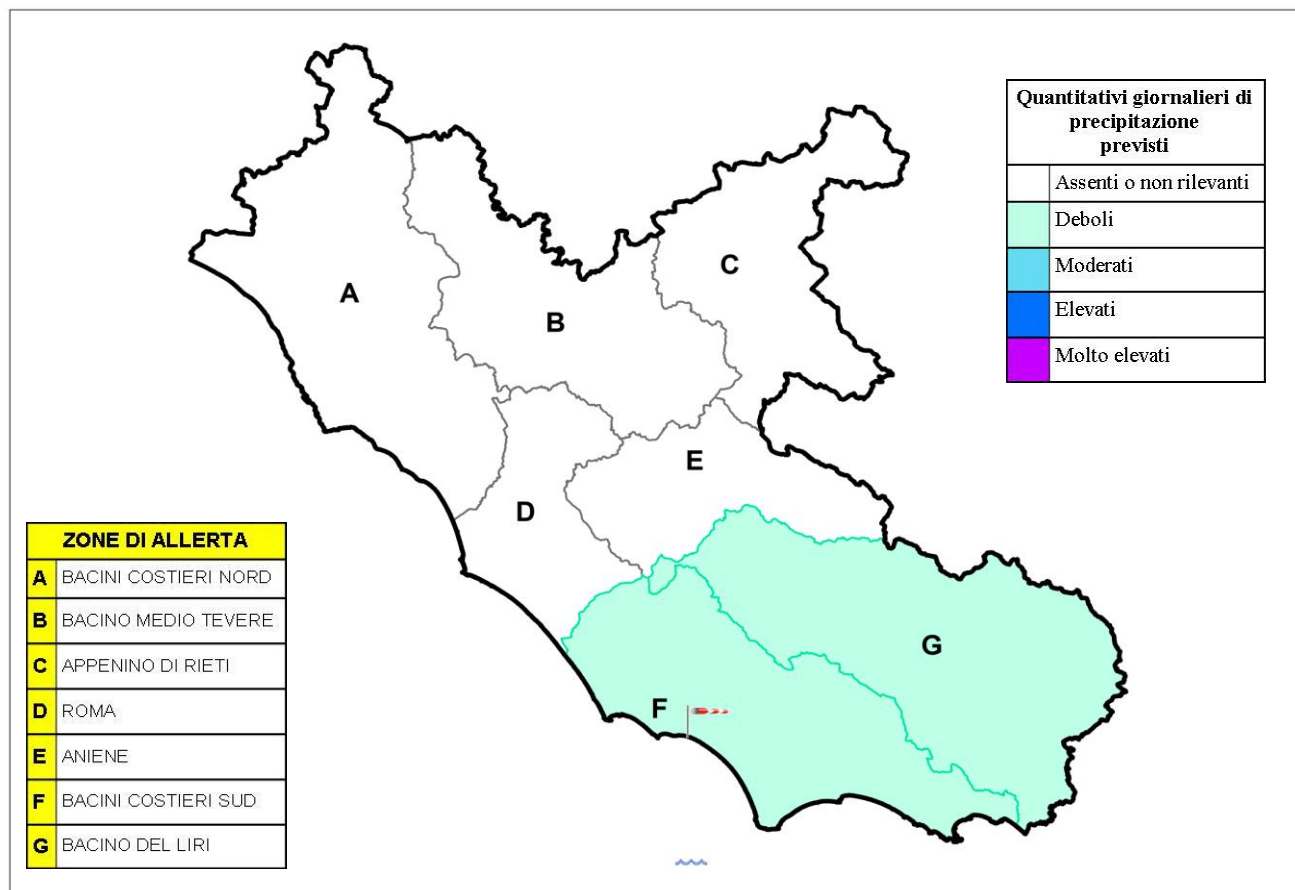 Quantitativi giornalieri di
precipitazione
previsti
Assenti o non rilevanti
Deboli
Moderati
Elevati
Molto elevati
A
B
C
D
E
F
G
ZONE DI ALLERTA
A BACINI COSTIERI NORD
B BACINO MEDIO TEVERE
C APPENINO DI RIETI
D ROMA
E ANIENE
F BACINI COSTIERI SUD
G BACINO DEL LIRI